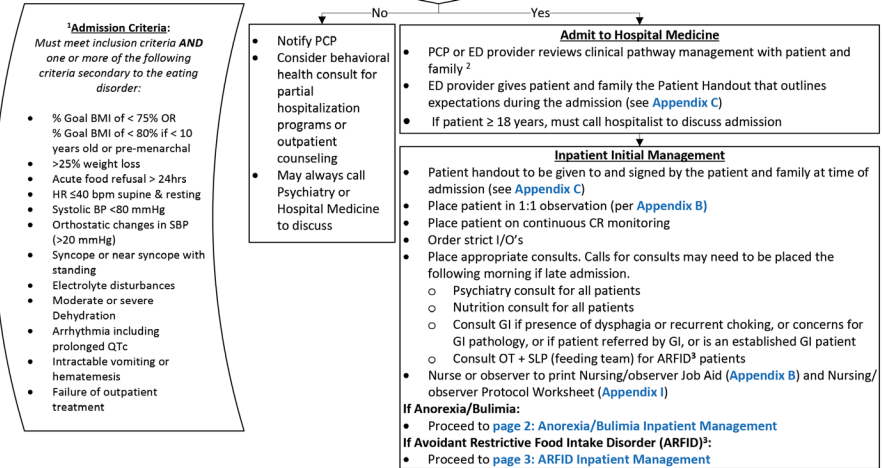 No
Yes
¹Admission Criteria:
Must meet inclusion criteria AND
one or more of the following
criteria secondary to the eating
disorder:
• % Goal BMI of < 75% OR
% Goal BMI of < 80% if < 10
years old or pre-menarchal
• >25% weight loss
• Acute food refusal > 24hrs
• HR ≤40 bpm supine & resting
• Systolic BP <80 mmHg
• Orthostatic changes in SBP
(>20 mmHg)
• Syncope or near syncope with
standing
• Electrolyte disturbances
• Moderate or severe
Dehydration
• Arrhythmia including
prolonged QTc
• Intractable vomiting or
hematemesis
• Failure of outpatient
treatment
• Notify PCP
• Consider behavioral
health consult for
partial
hospitalization
programs or
outpatient
counseling
• May always call
Psychiatry or
Hospital Medicine
to discuss
Admit to Hospital Medicine
• PCP or ED provider reviews clinical pathway management with patient and
family ²
• ED provider gives patient and family the Patient Handout that outlines
expectations during the admission (see Appendix C)
• If patient ≥ 18 years, must call hospitalist to discuss admission
Inpatient Initial Management
• Patient handout to be given to and signed by the patient and family at time of
admission (see Appendix C)
• Place patient in 1:1 observation (per Appendix B)
• Place patient on continuous CR monitoring
• Order strict I/O's
• Place appropriate consults. Calls for consults may need to be placed the
following morning if late admission.
o Psychiatry consult for all patients
o Nutrition consult for all patients
o Consult GI if presence of dysphagia or recurrent choking, or concerns for
GI pathology, or if patient referred by GI, or is an established GI patient
o Consult OT + SLP (feeding team) for ARFID³ patients
• Nurse or observer to print Nursing/observer Job Aid (Appendix B) and Nursing/
observer Protocol Worksheet (Appendix I)
If Anorexia/Bulimia:
• Proceed to page 2: Anorexia/Bulimia Inpatient Management
If Avoidant Restrictive Food Intake Disorder (ARFID)³:
• Proceed to page 3: ARFID Inpatient Management